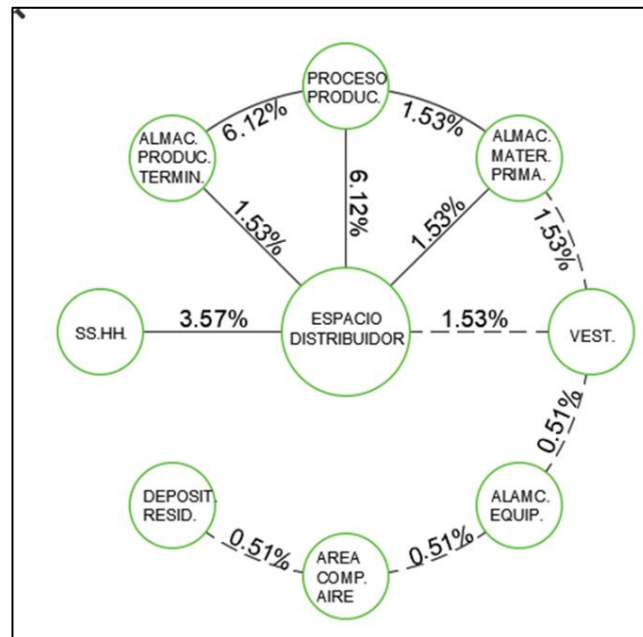 PROCESO
PRODUC.
6.12%
1.53%
ALMAC.
PRODUC.
TERMIN.
ALMAC.
MATER.
PRIMA.
6.12%
1.53%
1.53%
1.53%
SS.HH.
3.57%
ESPACIO
DISTRIBUIDOR
1.53%
VEST.
0.51%
DEPOSIT.
RESID.
ALAMC.
EQUIP.
0.51%
0.51%
AREA
COMP.
AIRE